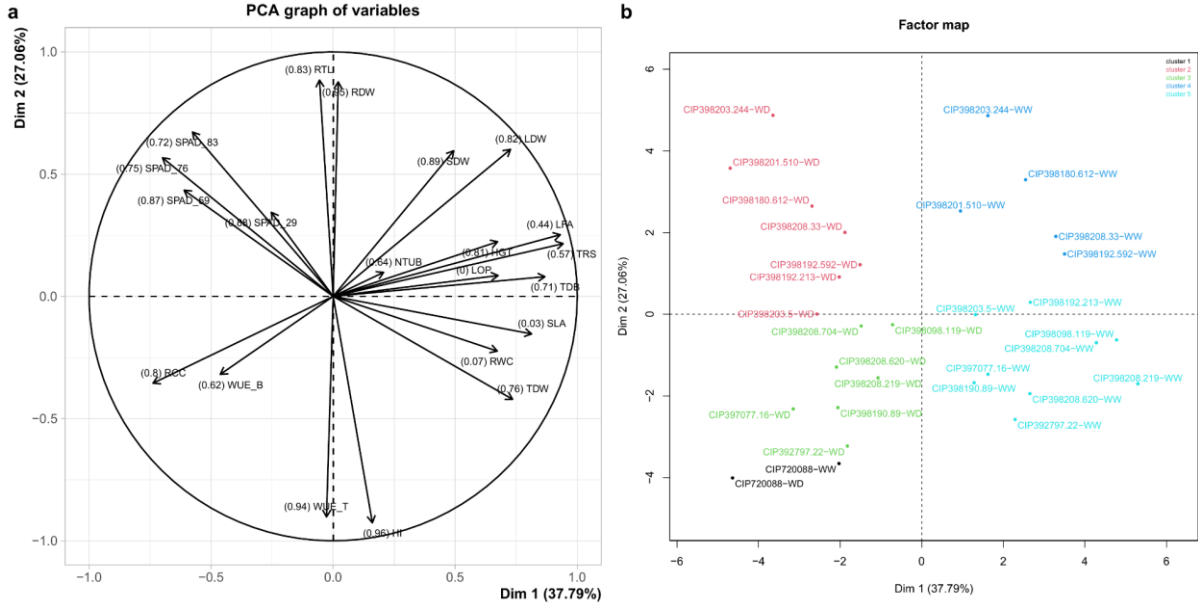 a
PCA graph of variables
Dim 2 (27.06%)
1.0
0.5
0.0
−0.5
−1.0
(0.83) RTL
(0.95) RDW
(0.72) SPAD_83
(0.82) LDW
(0.75) SPAD_76
(0.89) SDW
(0.87) SPAD_69
(0.88) SPAD_29
(0.44) LFA
(0.81) HGT
(0.57) TRS
(0.64) NTUB
(0) LOP
(0.71) TDB
(0.03) SLA
(0.07) RWC
(0.8) ROC
(0.62) WUE_B
(0.76) TDW
(0.94) WUE_T
(0.96) HI
−1.0
−0.5
0.0
0.5
1.0
Dim 1 (37.79%)
b
Factor map
cluster 1
cluster 2
cluster 3
cluster 4
cluster 5
Dim 2 (27.06%)
6
4
2
0
−2
−4
CIP398203.244−WD
CIP398203.244−WW
CIP398201.510−WD
CIP398180.612−WW
CIP398180.612−WD
CIP398201.510−WW
CIP398208.33−WD
CIP398208.33−WW
CIP398192.592−WW
CIP398192.592−WD
CIP398192.213−WD
CIP398192.213−WW
CIP398203.5−WD
CIP398203.5−WW
CIP398208.704−WD
CIP398098.119−WD
CIP398098.119−WW
CIP398208.704−WW
CIP398208.620−WD
CIP397077.16−WW
CIP398208.219−WD
CIP398208.219−WW
CIP398190.89−WW
CIP398208.620−WW
CIP397077.16−WD
CIP398190.89−WD
CIP392797.22−WW
CIP392797.22−WD
CIP720088−WW
CIP720088−WD
−6
−4
−2
0
2
4
6
Dim 1 (37.79%)